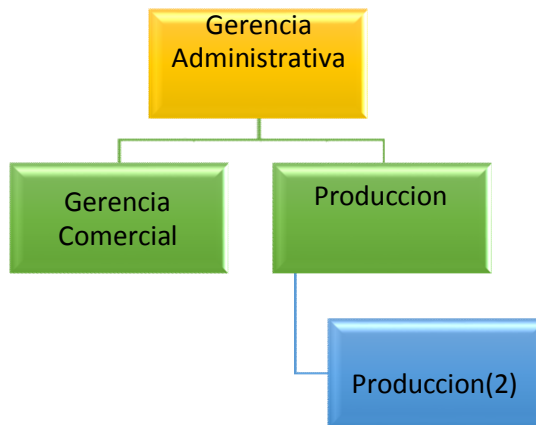 Gerencia
Administrativa
Gerencia
Comercial
Produccion
Produccion(2)